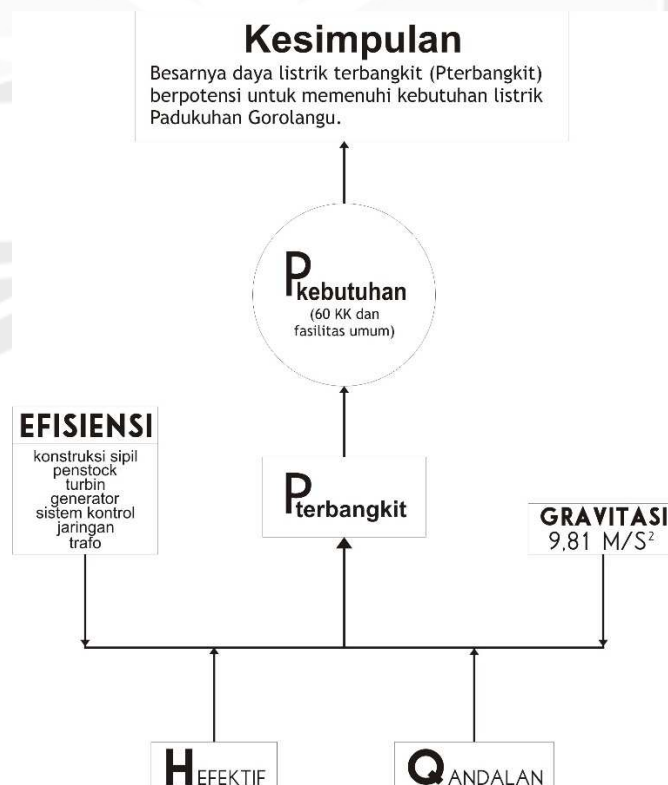 Kesimpulan
Besarnya daya listrik terbangkit (Pterbangkit)
berpotensi untuk memenuhi kebutuhan listrik
Padukuhan Gorolangu.
Pkebutuhan
(60 KK dan
fasilitas umum)
EFISIENSI
konstruksi sipil
penstock
turbin
generator
sistem kontrol
jaringan
trafo
Pterbangkit
GRAVITASI
9,81 M/S²
HEFEKTIF
QANDALAN